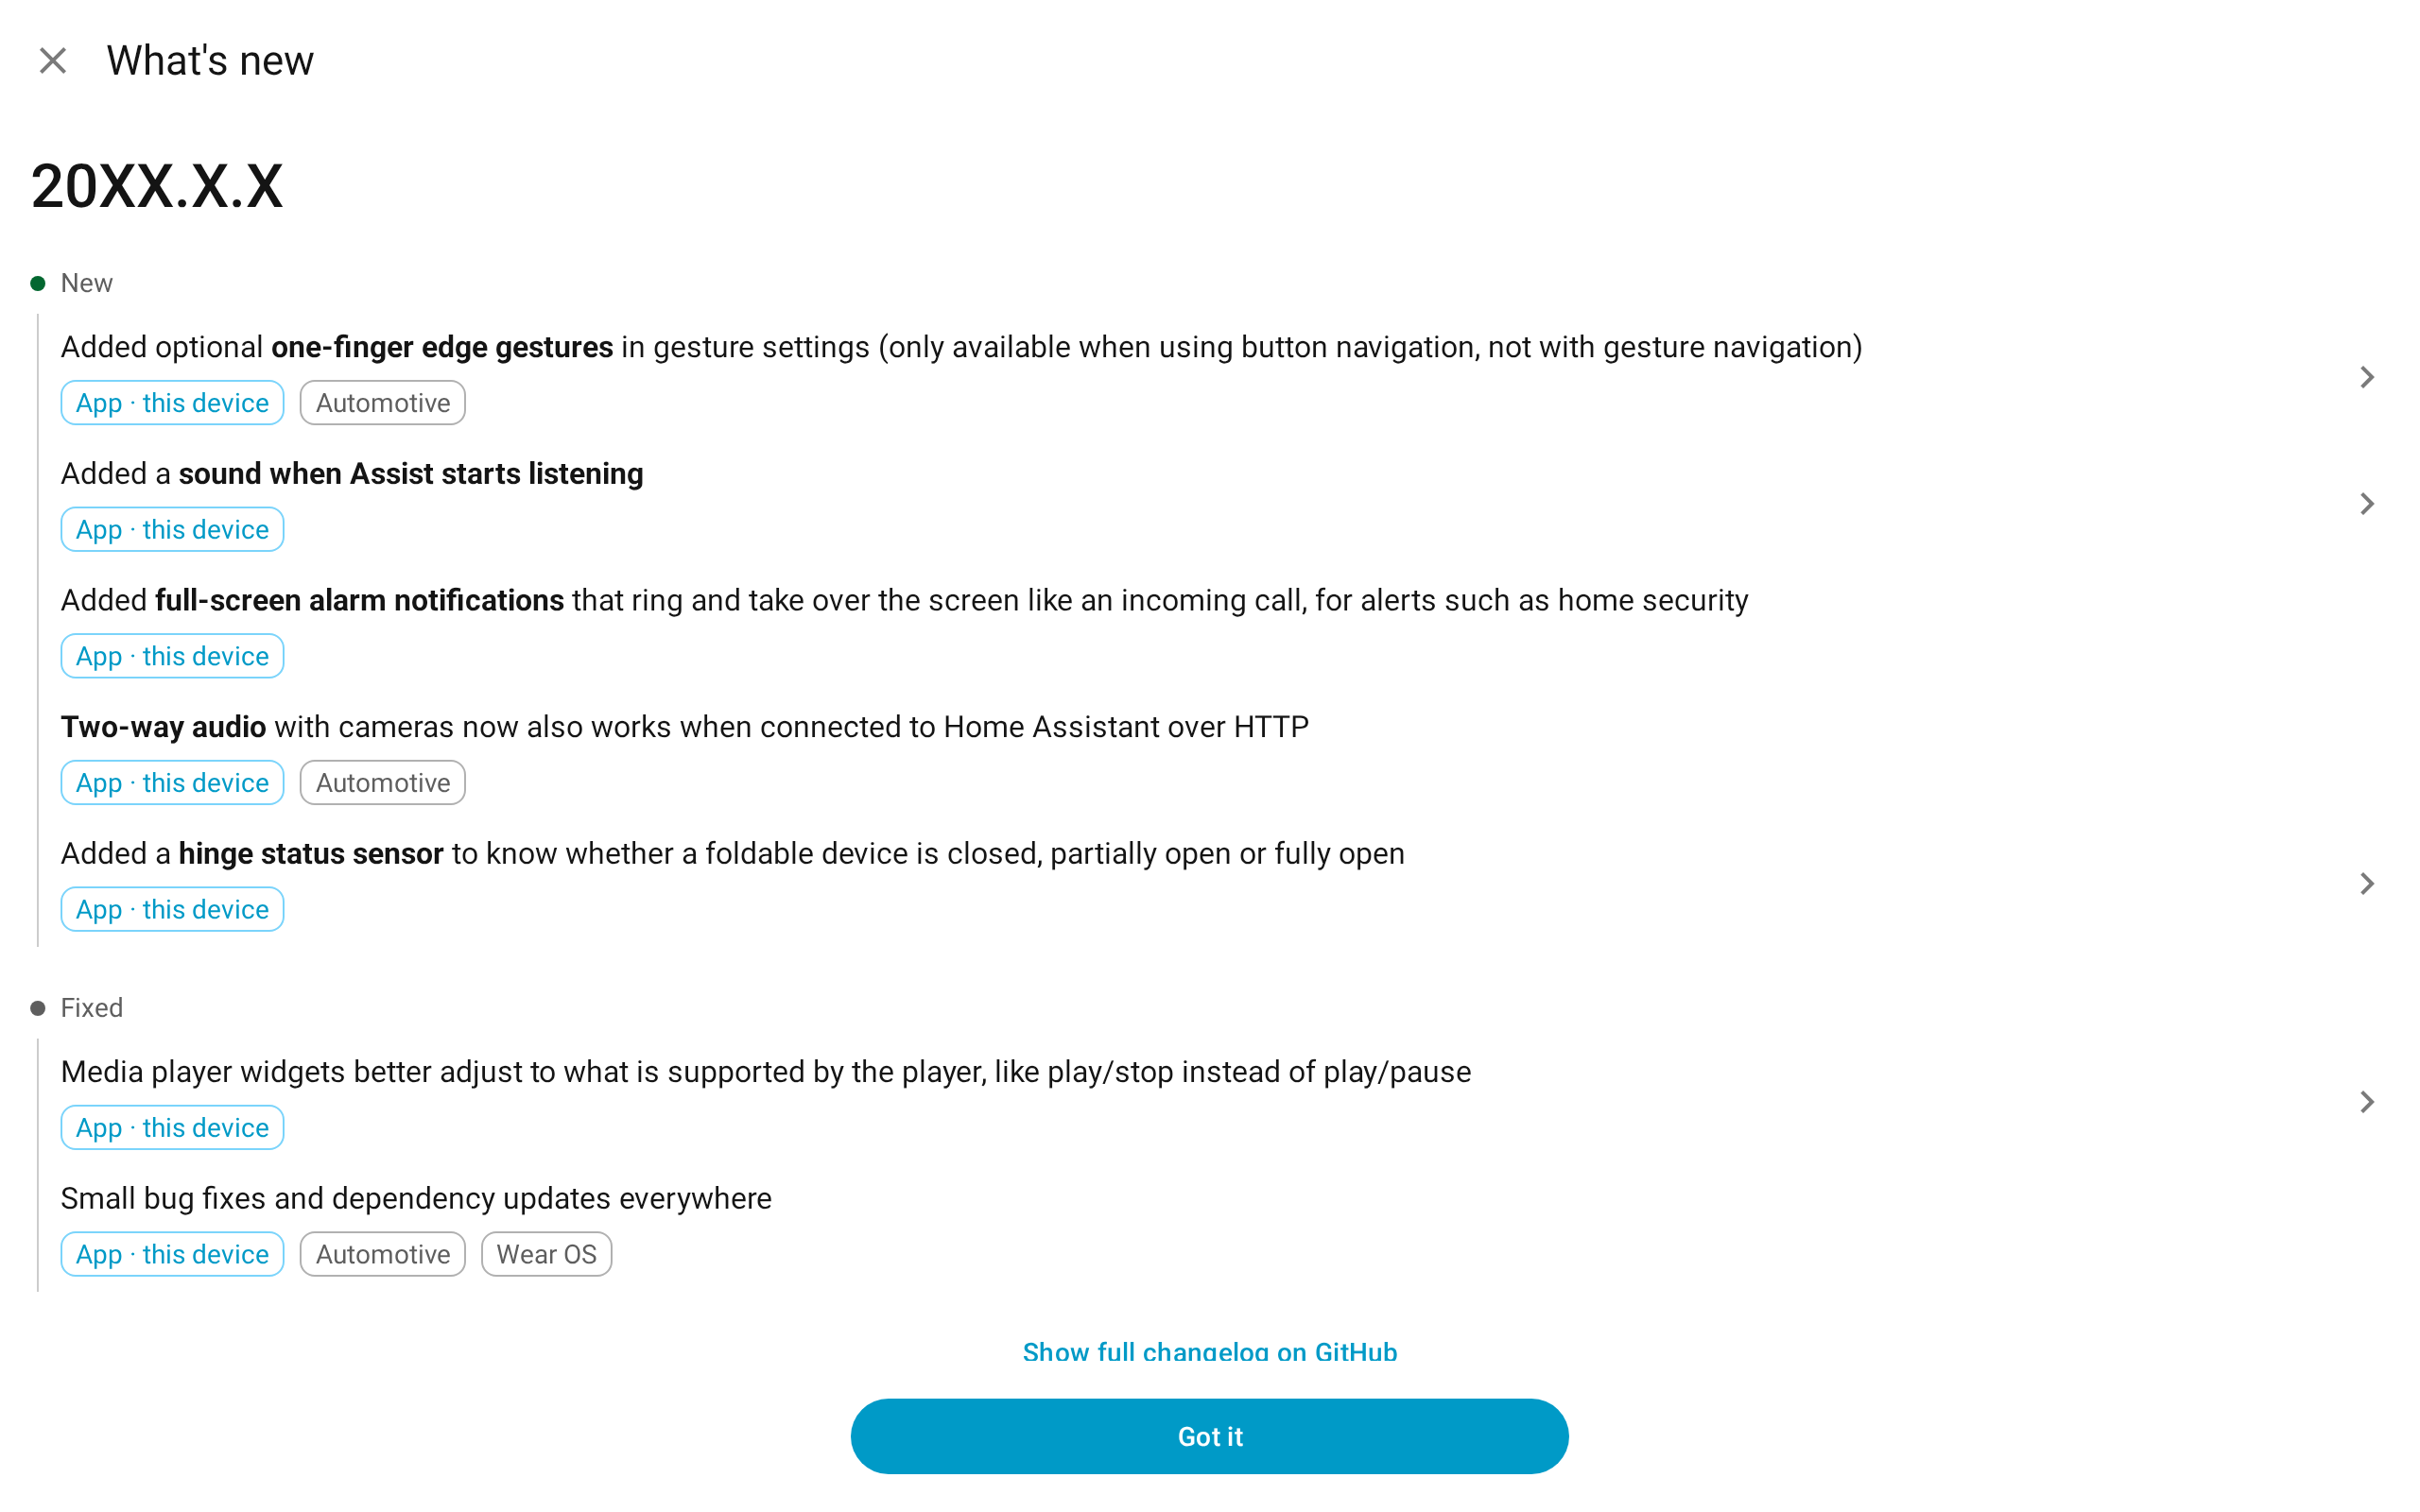 What's new
20XX.X.X
New
Added optional one-finger edge gestures in gesture settings (only available when using button navigation, not with gesture navigation)
App · this device Automotive
Added a sound when Assist starts listening
App · this device
Added full-screen alarm notifications that ring and take over the screen like an incoming call, for alerts such as home security
App · this device
Two-way audio with cameras now also works when connected to Home Assistant over HTTP
App · this device Automotive
Added a hinge status sensor to know whether a foldable device is closed, partially open or fully open
App · this device
Fixed
Media player widgets better adjust to what is supported by the player, like play/stop instead of play/pause
App · this device
Small bug fixes and dependency updates everywhere
App · this device Automotive Wear OS
Show full changelog on GitHub
Got it